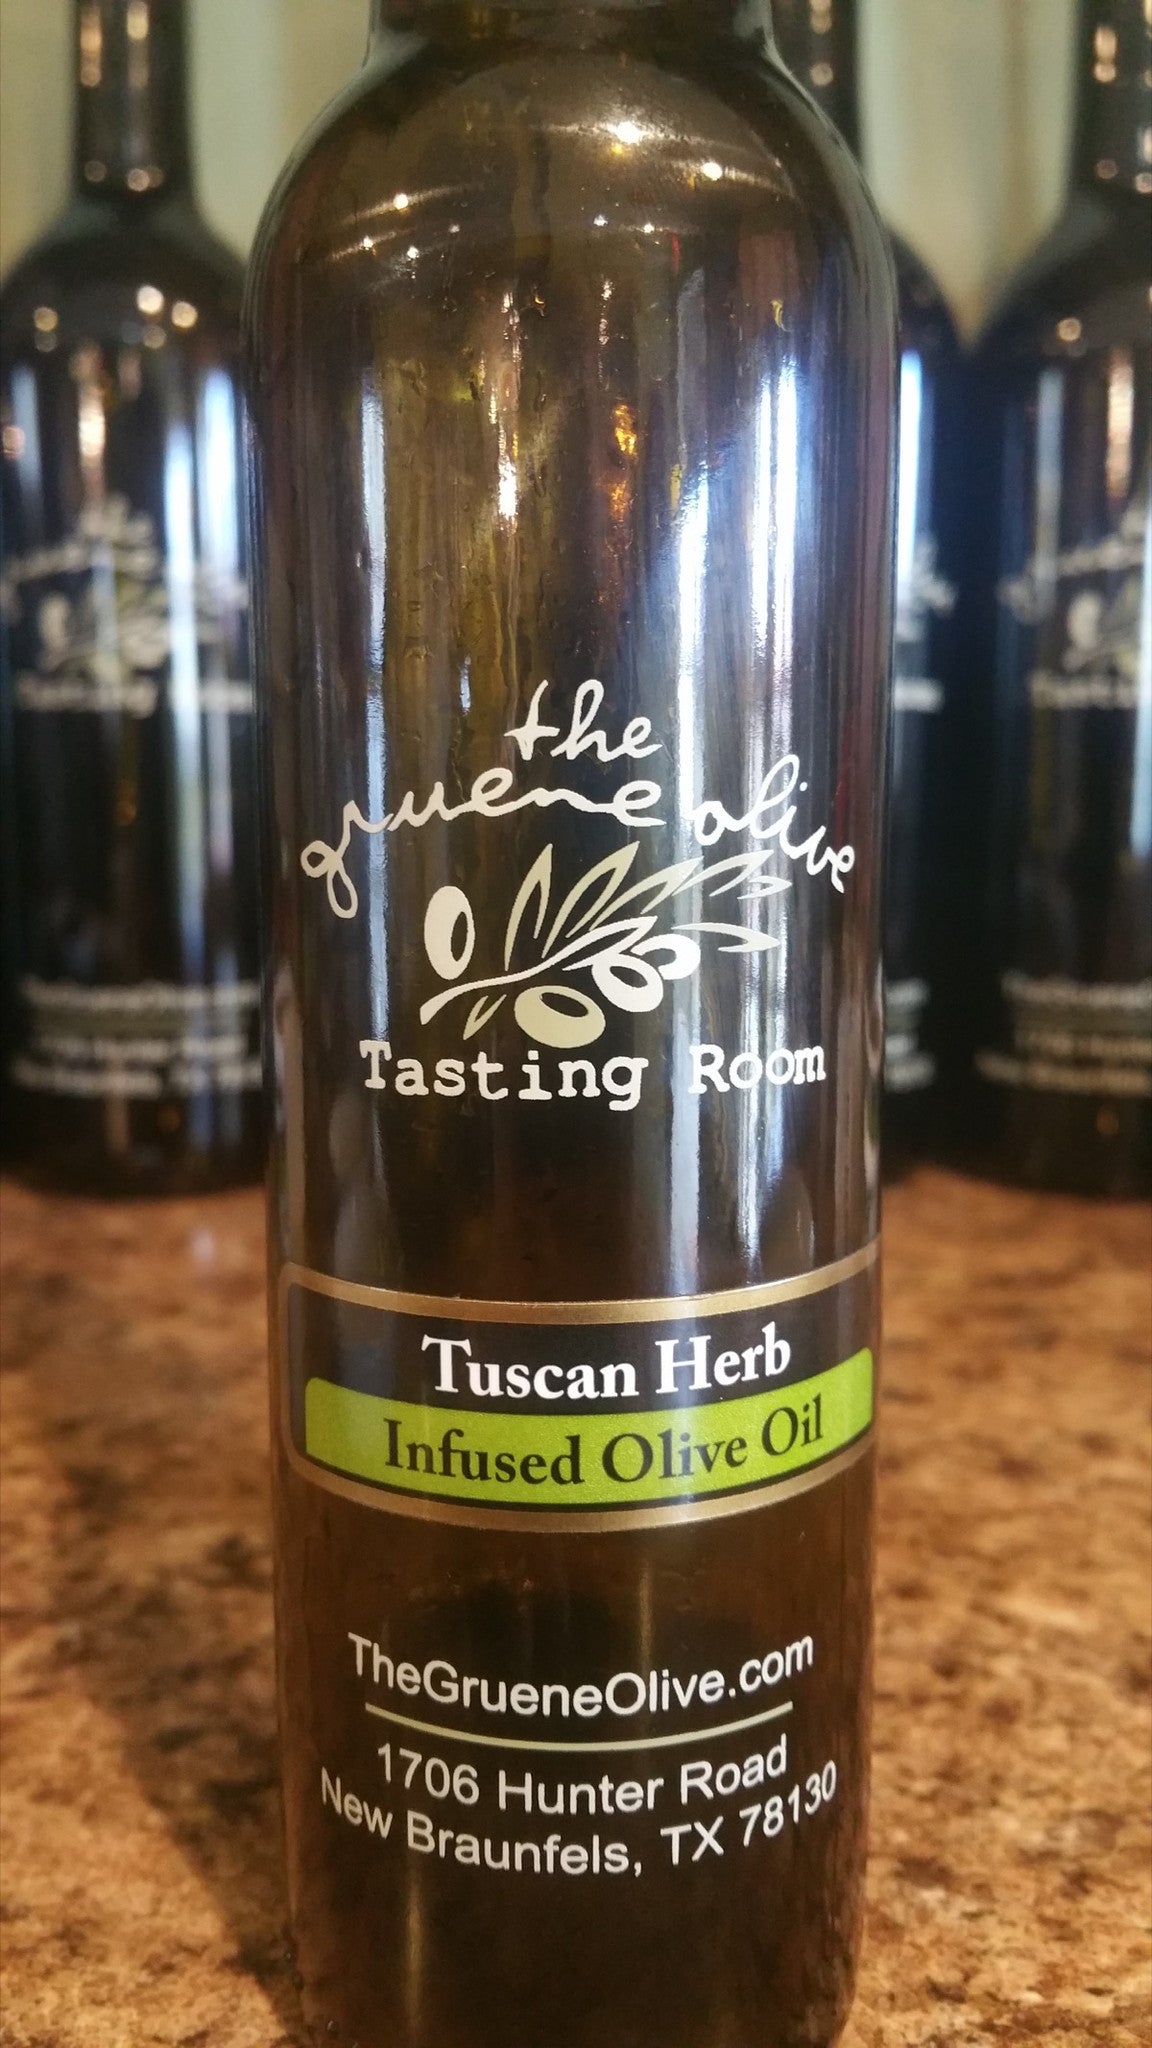 the
gruene olive
Tasting Room
Tuscan Herb
Infused Olive Oil
TheGrueneOlive.com
1706 Hunter Road
New Braunfels, TX 78130